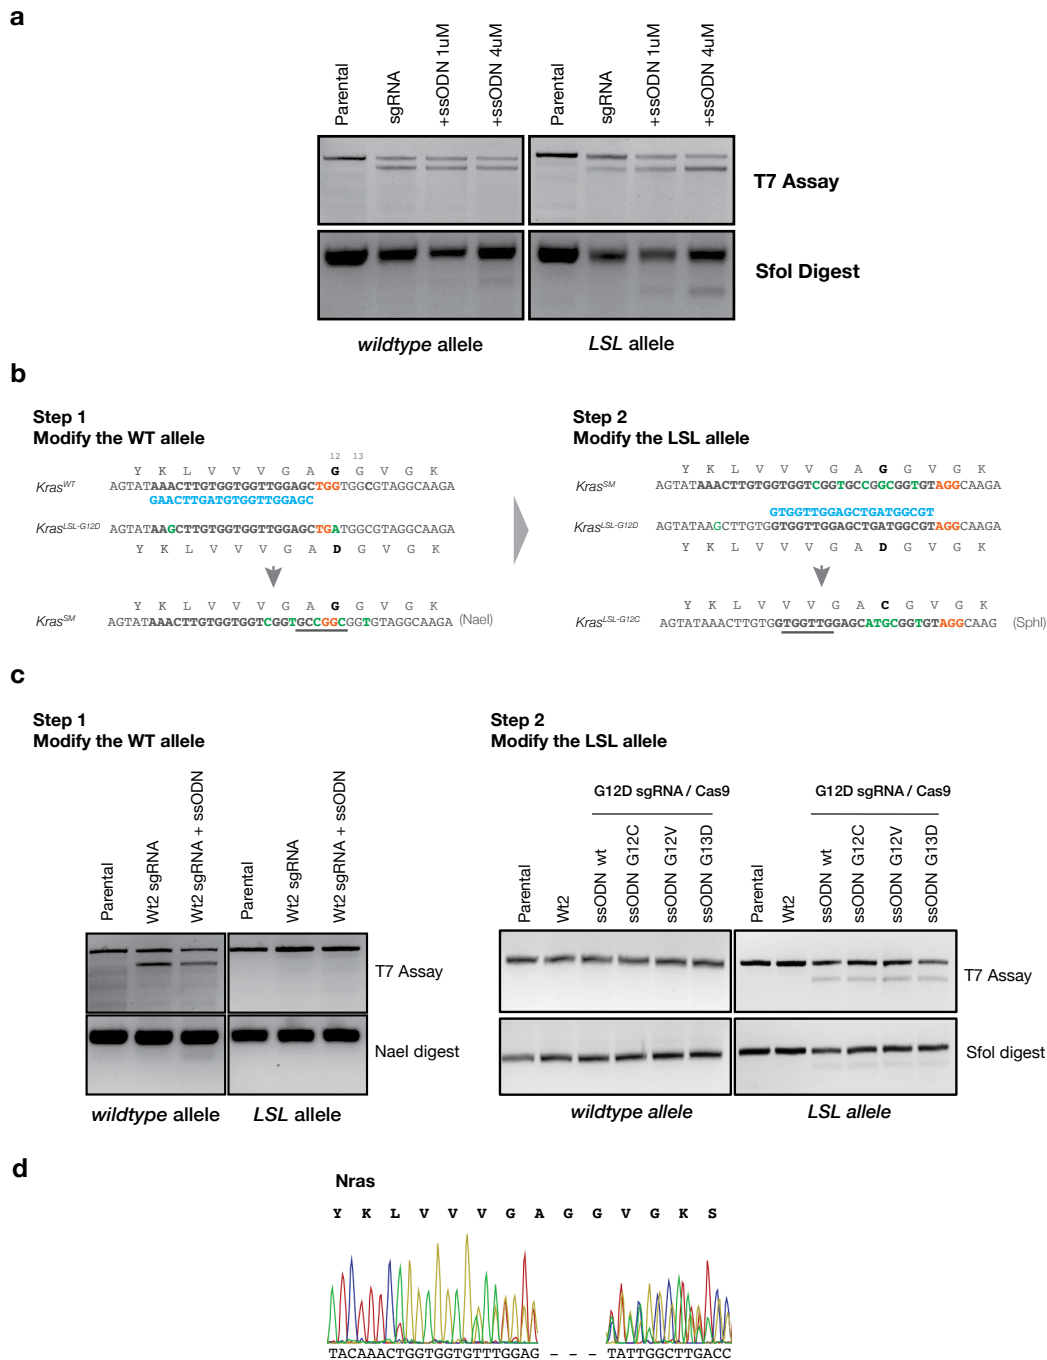 a
Parental
sgRNA
+ssODN 1uM
+ssODN 4uM
Parental
sgRNA
+ssODN 1uM
+ssODN 4uM
T7 Assay
SfoI Digest
wildtype allele
LSL allele
b
Step 1
Modify the WT allele
12 13
Y K L V V V G A G G V G K
KrasWT AGTATAAACTTGTGGTGGTTGGAGCTGGTGGCGTAGGCAAGA
GAACTTGATGTGGTTGGAGC
KrasLSL-G12D AGTATAAGCTTGTGGTGGTTGGAGCTGATGGCGTAGGCAAGA
Y K L V V V G A D G V G K
Y K L V V V G A G G V G K
KrasSM AGTATAAACTTGTGGTGGTCGGTGCCGGCGGTGTAGGCAAGA (NaeI)
Step 2
Modify the LSL allele
Y K L V V V G A G G V G K
KrasSM AGTATAAACTTGTGGTGGTCGGTGCCGGCGGTGTAGGCAAGA
GTGGTTGGAGCTGATGGCGT
KrasLSL-G12D AGTATAAGCTTGTGGTGGTTGGAGCTGATGGCGTAGGCAAGA
Y K L V V V G A D G V G K
Y K L V V V G A C G V G K
KrasLSL-G12C AGTATAAACTTGTGGTGGTTGGAGCATGCGGTGTAGGCAAG (SphI)
c
Step 1
Modify the WT allele
Parental
Wt2 sgRNA
Wt2 sgRNA + ssODN
Parental
Wt2 sgRNA
Wt2 sgRNA + ssODN
T7 Assay
NaeI digest
wildtype allele
LSL allele
Step 2
Modify the LSL allele
G12D sgRNA / Cas9
G12D sgRNA / Cas9
Parental
Wt2
ssODN wt
ssODN G12C
ssODN G12V
ssODN G13D
Parental
Wt2
ssODN wt
ssODN G12C
ssODN G12V
ssODN G13D
T7 Assay
SfoI digest
wildtype allele
LSL allele
d
Nras
Y K L V V V G A G G V G K S
TACAAACTGGTGGTGTTTGGAG - - - TATTGGCTTGACC